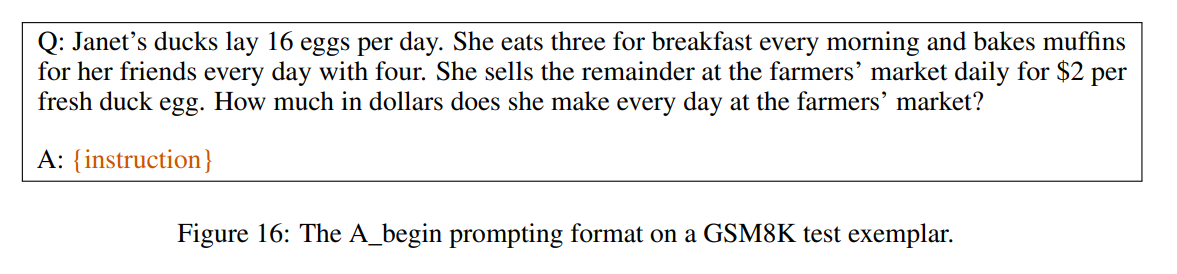 Q: Janet’s ducks lay 16 eggs per day. She eats three for breakfast every morning and bakes muffins
for her friends every day with four. She sells the remainder at the farmers’ market daily for $2 per
fresh duck egg. How much in dollars does she make every day at the farmers’ market?
A: {instruction}
Figure 16: The A_begin prompting format on a GSM8K test exemplar.